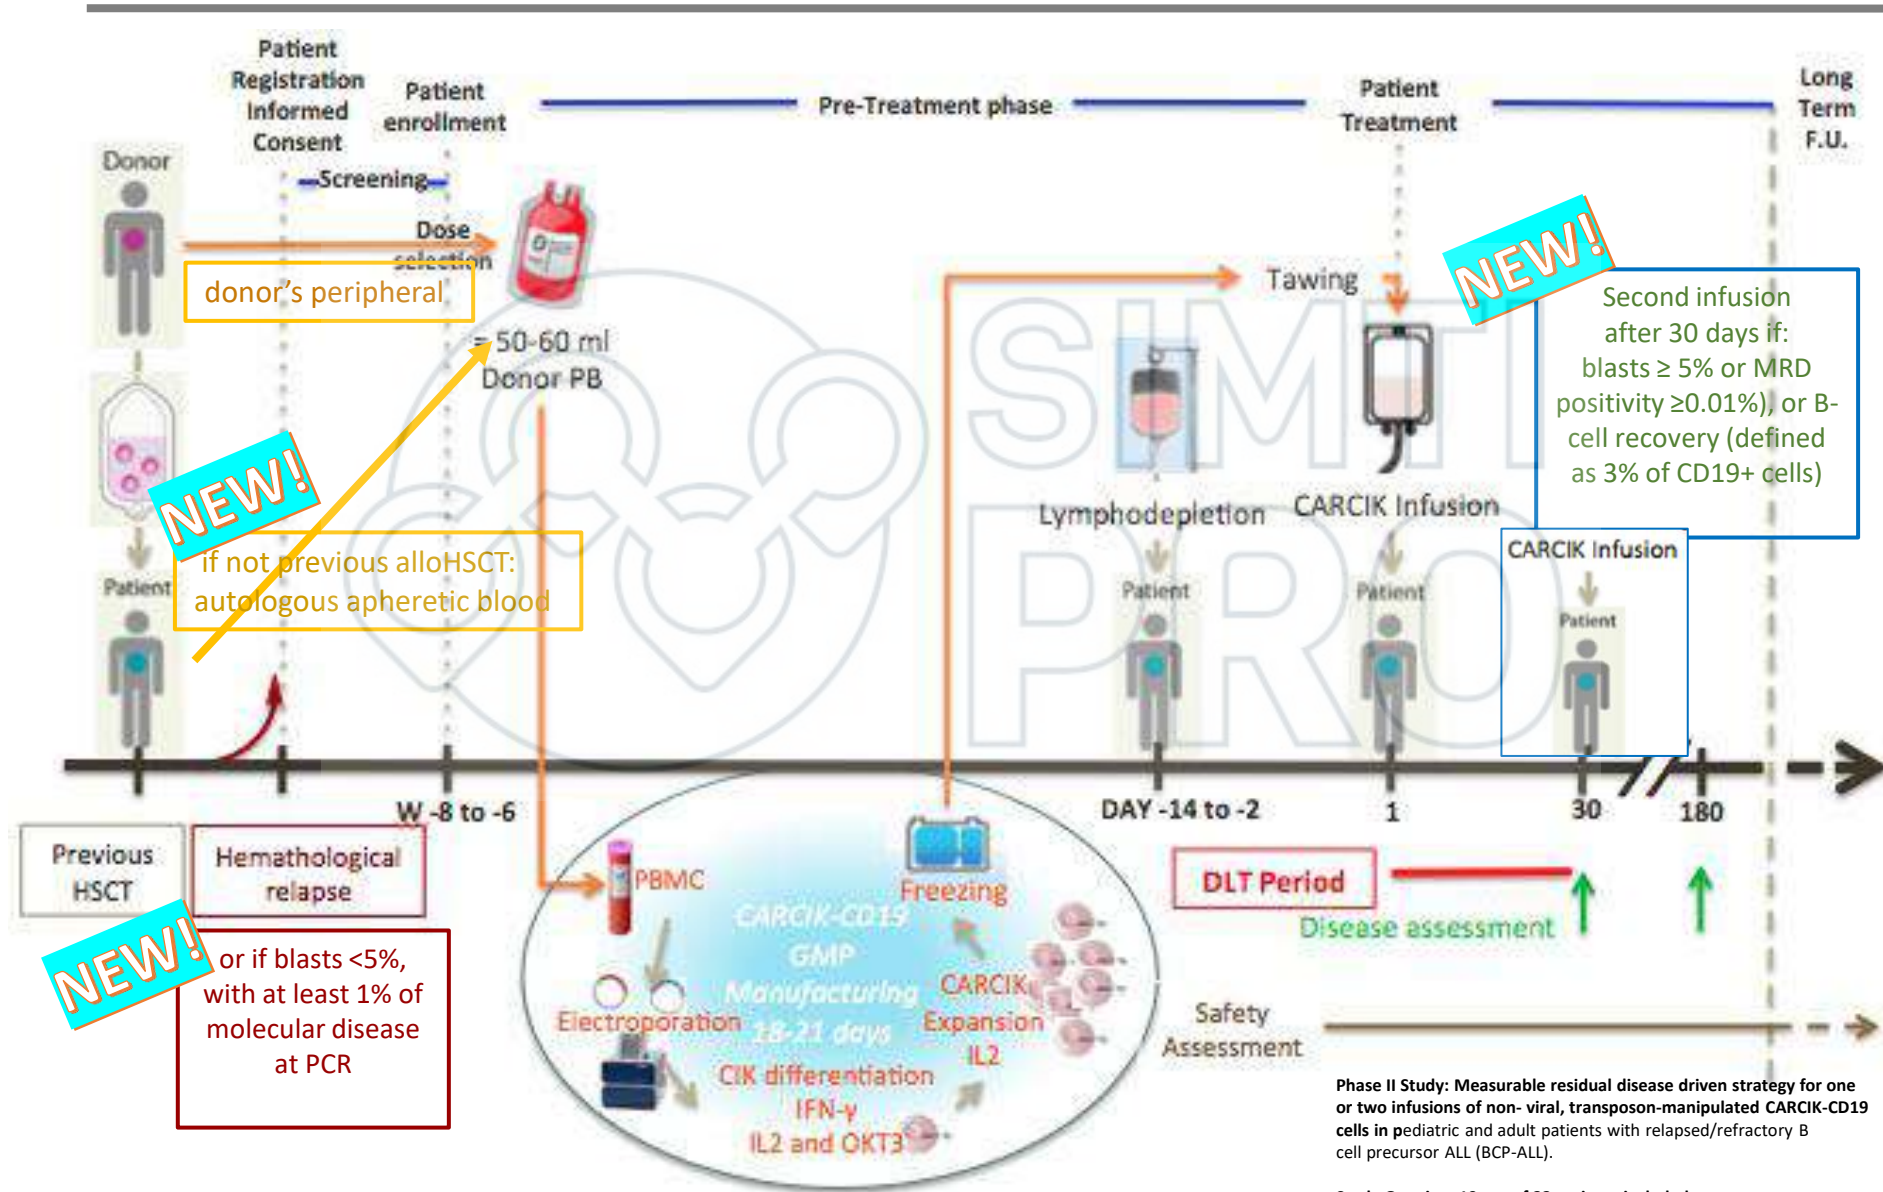 Patient
Registration
Informed
Consent
Patient
enrollment
Pre-Treatment phase
Patient
Treatment
Long
Term
F.U.
Donor
Screening
Dose
selection
donor's peripheral
= 50-60 ml
Donor PB
Tawing
NEW!
Second infusion
after 30 days if:
blasts ≥ 5% or MRD
positivity ≥0.01%), or B-
cell recovery (defined
as 3% of CD19+ cells)
NEW!
if not previous alloHSCT:
autologous apheretic blood
Lymphodepletion
CARCIK Infusion
CARCIK Infusion
Patient
Patient
Patient
Patient
SIMTI
PRO
W -8 to -6
DAY -14 to -2
1
30
180
Previous
HSCT
Hemathological
relapse
NEW!
or if blasts <5%,
with at least 1% of
molecular disease
at PCR
PBMC
Freezing
CARCIK-CD19
GMP
Manufacturing
18-21 days
Electroporation
CARCIK
Expansion
IL2
CIK differentiation
IFN-γ
IL2 and OKT3
DLT Period
Disease assessment
Safety
Assessment
Phase II Study: Measurable residual disease driven strategy for one
or two infusions of non- viral, transposon-manipulated CARCIK-CD19
cells in pediatric and adult patients with relapsed/refractory B
cell precursor ALL (BCP-ALL).